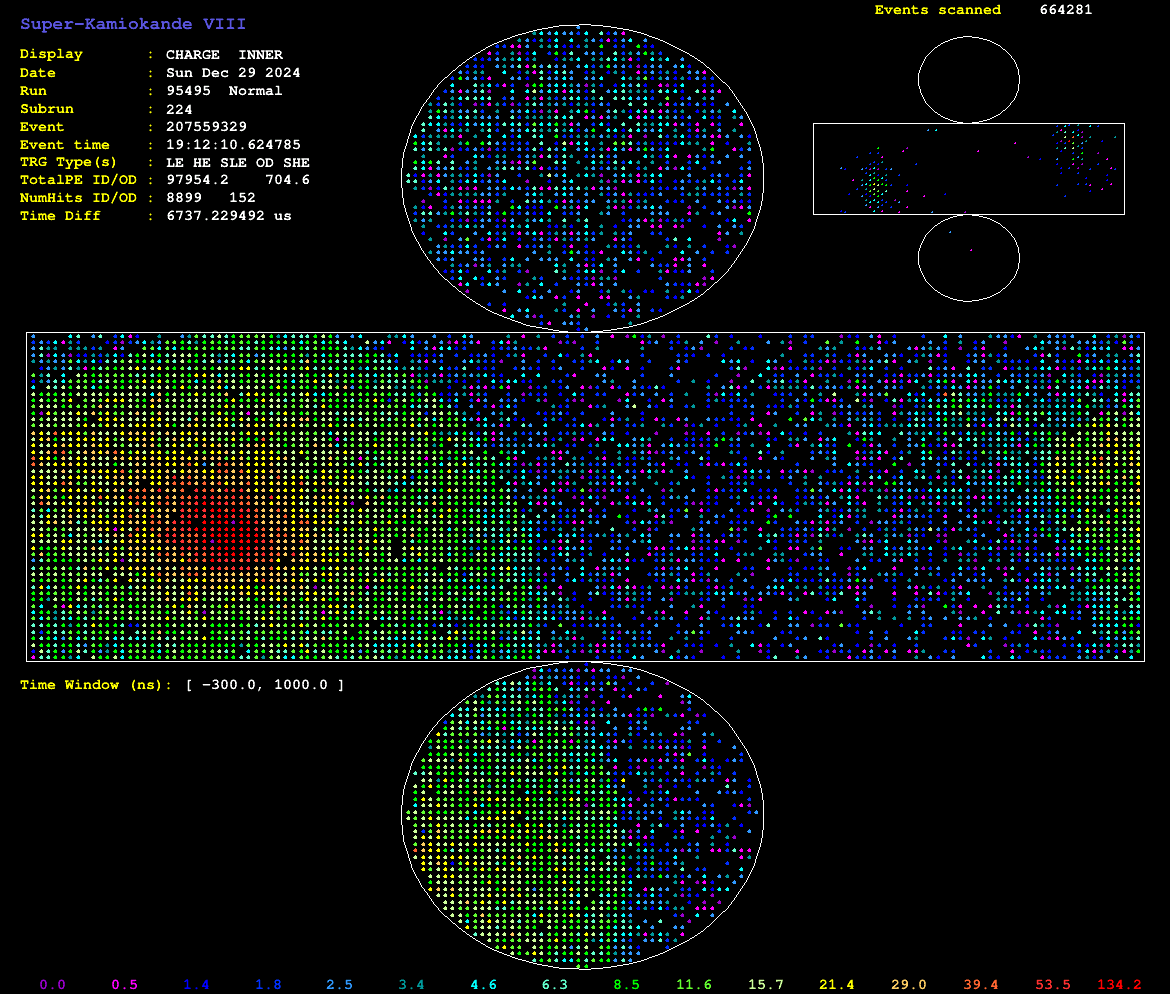 Super-Kamiokande VIII
Events scanned 664281
Display : CHARGE INNER
Date : Sun Dec 29 2024
Run : 95495 Normal
Subrun : 224
Event : 207559329
Event time : 19:12:10.624785
TRG Type(s) : LE HE SLE OD SHE
TotalPE ID/OD : 97954.2 704.6
NumHits ID/OD : 8899 152
Time Diff : 6737.229492 us
Time Window (ns): [ −300.0, 1000.0 ]
0.0 0.5 1.4 1.8 2.5 3.4 4.6 6.3 8.5 11.6 15.7 21.4 29.0 39.4 53.5 134.2